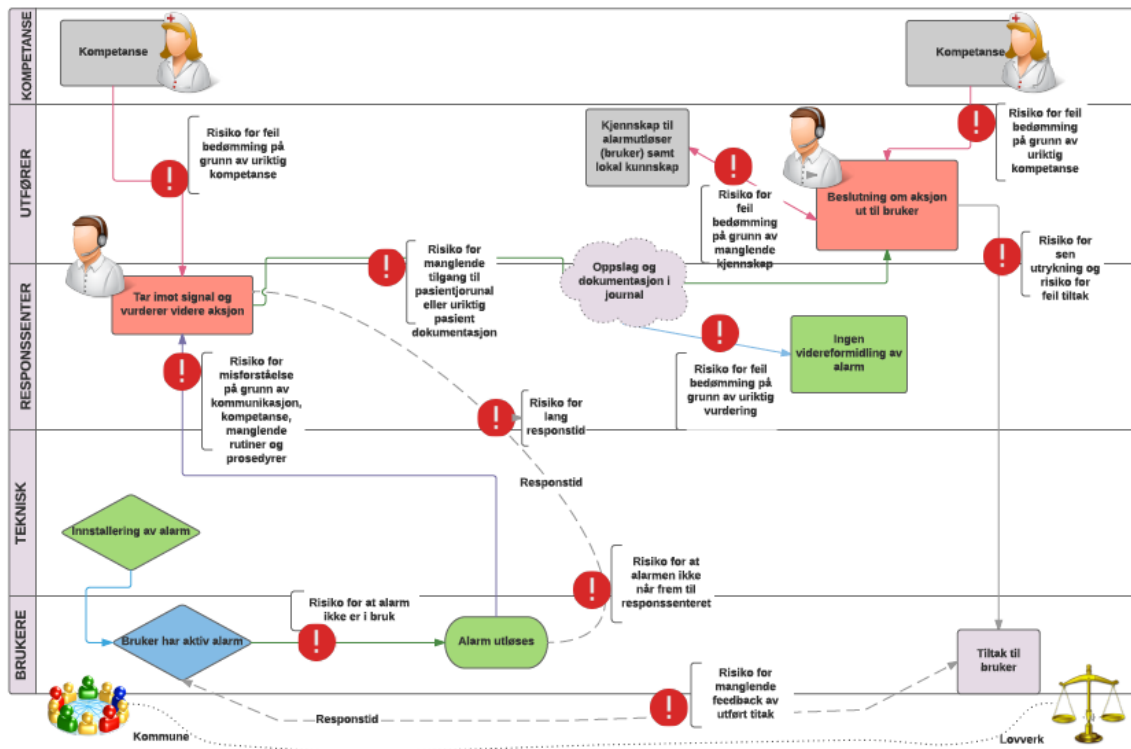 KOMPETANSE
Kompetanse
Kompetanse
UTFØRER
Risiko for feil
bedømming på
grunn av uriktig
kompetanse
Kjennskap til
alarmutløser
(bruker) samt
lokal kunnskap
Risiko for feil
bedømming
på grunn av
uriktig
kompetanse
Beslutning om aksjon
ut til bruker
Risiko for
feil
bedømming
på grunn av
manglende
kjennskap
Risiko for
sen
utrykning og
risiko for
feil tiltak
RESPONSSENTER
Tar imot signal og
vurderer videre aksjon
Risiko for
manglende
tilgang til
pasientjorunal
eller uriktig
pasient
dokumentasjon
Oppslag og
dokumentasjon i
journal
Ingen
videreformidling av
alarm
Risiko for
misforståelse
på grunn av
kommunikasjon,
kompetanse,
manglende
rutiner og
prosedyrer
Risiko for
lang
responstid
Risiko for feil
bedømming på
grunn av uriktig
vurdering
TEKNISK
Responstid
Innstallering av alarm
Risiko for at
alarmen ikke
når frem til
responssenteret
BRUKERE
Bruker har aktiv alarm
Risiko for at alarm
ikke er i bruk
Alarm utløses
Tiltak til
bruker
Responstid
Risiko for
manglende
feedback av
utført titak
Kommune
Lovverk